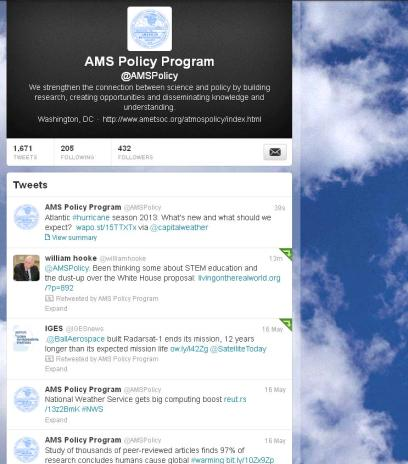 AMS Policy Program
@AMSPolicy
We strengthen the connection between science and policy by building
research, creating opportunities and disseminating knowledge and
understanding.
Washington, DC · http://www.ametsoc.org/atmospolicy/index.html
1,671 205 432
TWEETS FOLLOWING FOLLOWERS
Tweets
AMS Policy Program @AMSPolicy 39s
Atlantic #hurricane season 2013. What's new and what should we
expect? wapo.st/15TTXTx via @capitalweather
View summary
william hooke @williamhooke 13m
@AMSPolicy. Been thinking some about STEM education and
the dust-up over the White House proposal: livingontherealworld.org
/?p=892
Retweeted by AMS Policy Program
Expand
IGES @IGESnews 16 May
.@BallAerospace built Radarsat-1 ends its mission, 12 years
longer than its expected mission life ow.ly/l42Zg @SatelliteToday
Retweeted by AMS Policy Program
Expand
AMS Policy Program @AMSPolicy 16 May
National Weather Service gets big computing boost reut.rs
/13z2BmK #NWS
Expand
AMS Policy Program @AMSPolicy 16 May
Study of thousands of peer-reviewed articles finds 97% of
research concludes humans cause global #warming bit.ly/10Zx9Zp